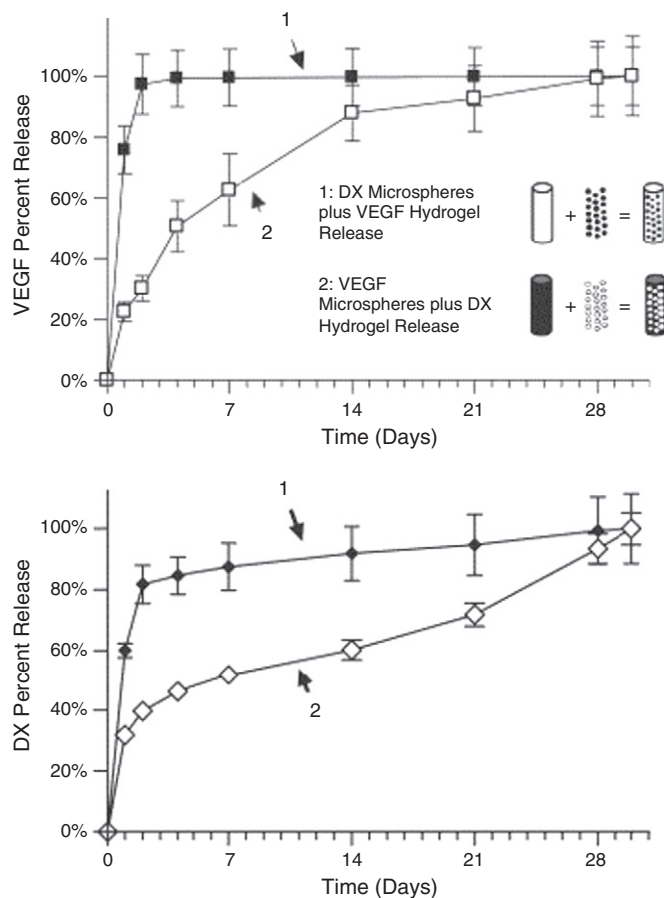 1
100%
80%
60%
40%
20%
0%
VEGF Percent Release
2
1: DX Microspheres
plus VEGF Hydrogel
Release
+ =
2: VEGF
Microspheres plus DX
Hydrogel Release
+ =
0 7 14 21 28
Time (Days)
1
100%
80%
60%
40%
20%
0%
DX Percent Release
2
0 7 14 21 28
Time (Days)